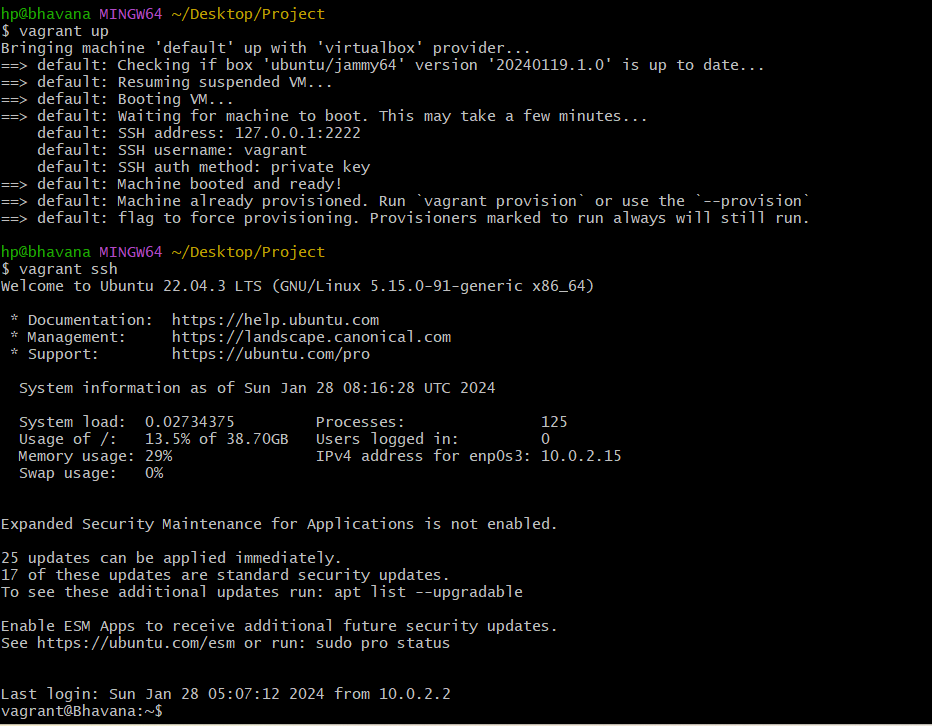 hp@bhavana MINGW64 ~/Desktop/Project
$ vagrant up
Bringing machine 'default' up with 'virtualbox' provider...
==> default: Checking if box 'ubuntu/jammy64' version '20240119.1.0' is up to date...
==> default: Resuming suspended VM...
==> default: Booting VM...
==> default: Waiting for machine to boot. This may take a few minutes...
    default: SSH address: 127.0.0.1:2222
    default: SSH username: vagrant
    default: SSH auth method: private key
==> default: Machine booted and ready!
==> default: Machine already provisioned. Run `vagrant provision` or use the `--provision`
==> default: flag to force provisioning. Provisioners marked to run always will still run.

hp@bhavana MINGW64 ~/Desktop/Project
$ vagrant ssh
Welcome to Ubuntu 22.04.3 LTS (GNU/Linux 5.15.0-91-generic x86_64)

 * Documentation:  https://help.ubuntu.com
 * Management:     https://landscape.canonical.com
 * Support:        https://ubuntu.com/pro

  System information as of Sun Jan 28 08:16:28 UTC 2024

  System load:  0.02734375         Processes:               125
  Usage of /:   13.5% of 38.70GB   Users logged in:         0
  Memory usage: 29%                IPv4 address for enp0s3: 10.0.2.15
  Swap usage:   0%

Expanded Security Maintenance for Applications is not enabled.

25 updates can be applied immediately.
17 of these updates are standard security updates.
To see these additional updates run: apt list --upgradable

Enable ESM Apps to receive additional future security updates.
See https://ubuntu.com/esm or run: sudo pro status

Last login: Sun Jan 28 05:07:12 2024 from 10.0.2.2
vagrant@Bhavana:~$